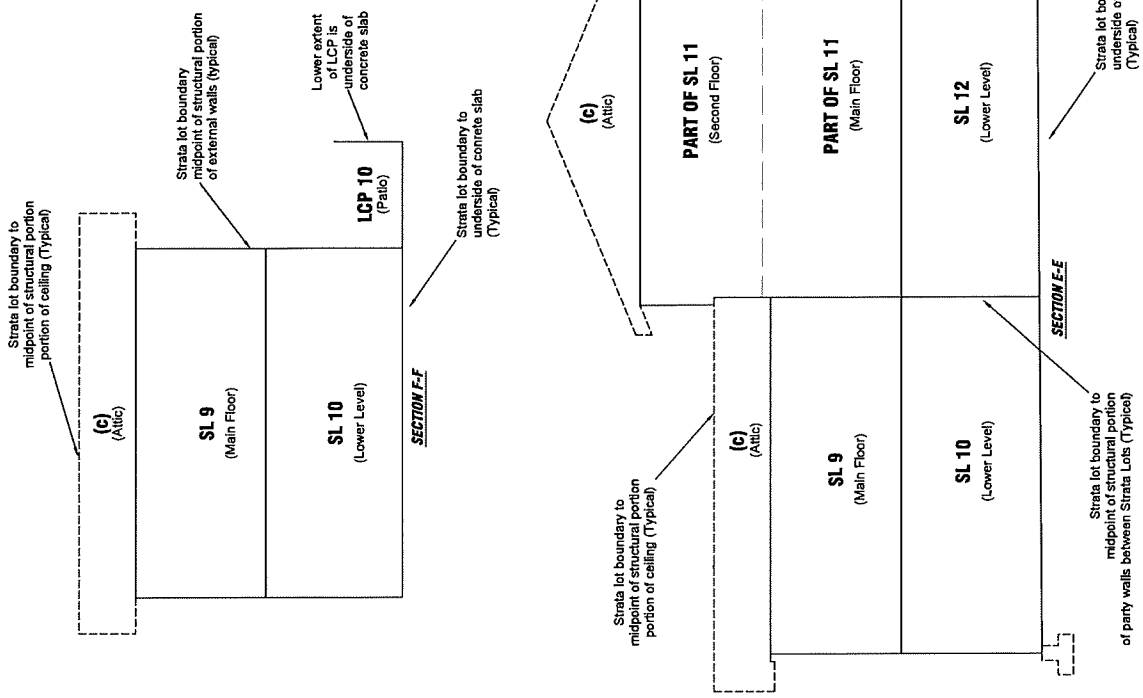 Strata lot boundary to
midpoint of structural portion
portion of ceiling (Typical)
(c)
(Attic)
SL 9
(Main Floor)
SL 10
(Lower Level)
SECTION F-F
Strata lot boundary
midpoint of structural portion
of external walls (typical)
Lower extent
of LCP is
underside of
concrete slab
LCP 10
(Patio)
Strata lot boundary to
underside of conrete slab
(Typical)
Strata lot boundary to
midpoint of structural portion
portion of ceiling (Typical)
(c)
(Attic)
SL 9
(Main Floor)
SL 10
(Lower Level)
(c)
(Attic)
PART OF SL 11
(Second Floor)
PART OF SL 11
(Main Floor)
SL 12
(Lower Level)
SECTION E-E
Strata lot boundary to
midpoint of structural portion
of party walls between Strata Lots (Typical)
Strata lot bou
underside of
(Typical)